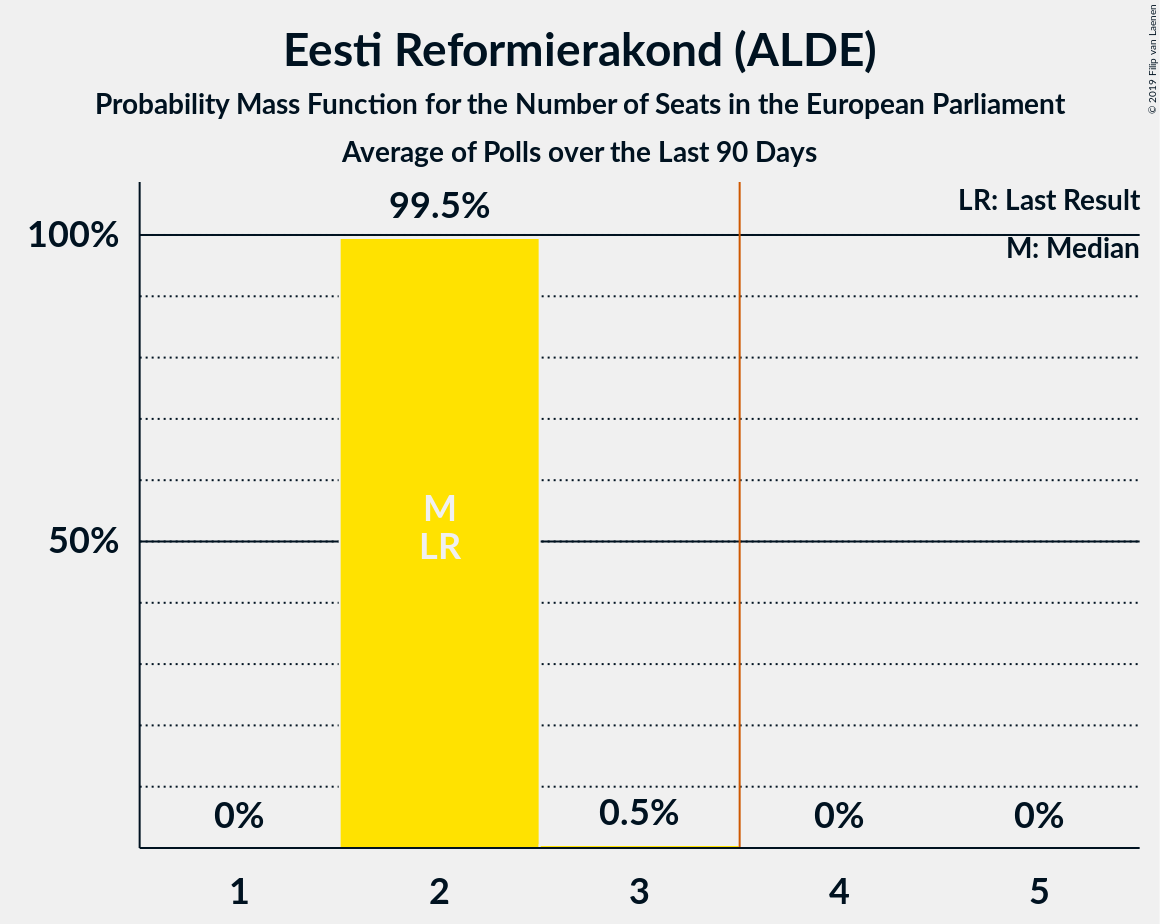 Eesti Reformierakond (ALDE)
Probability Mass Function for the Number of Seats in the European Parliament
Average of Polls over the Last 90 Days
© 2019 Filip van Laenen
LR: Last Result
M: Median
99.5%
100%
50%
M
LR
0%
0.5%
0%
0%
1
2
3
4
5